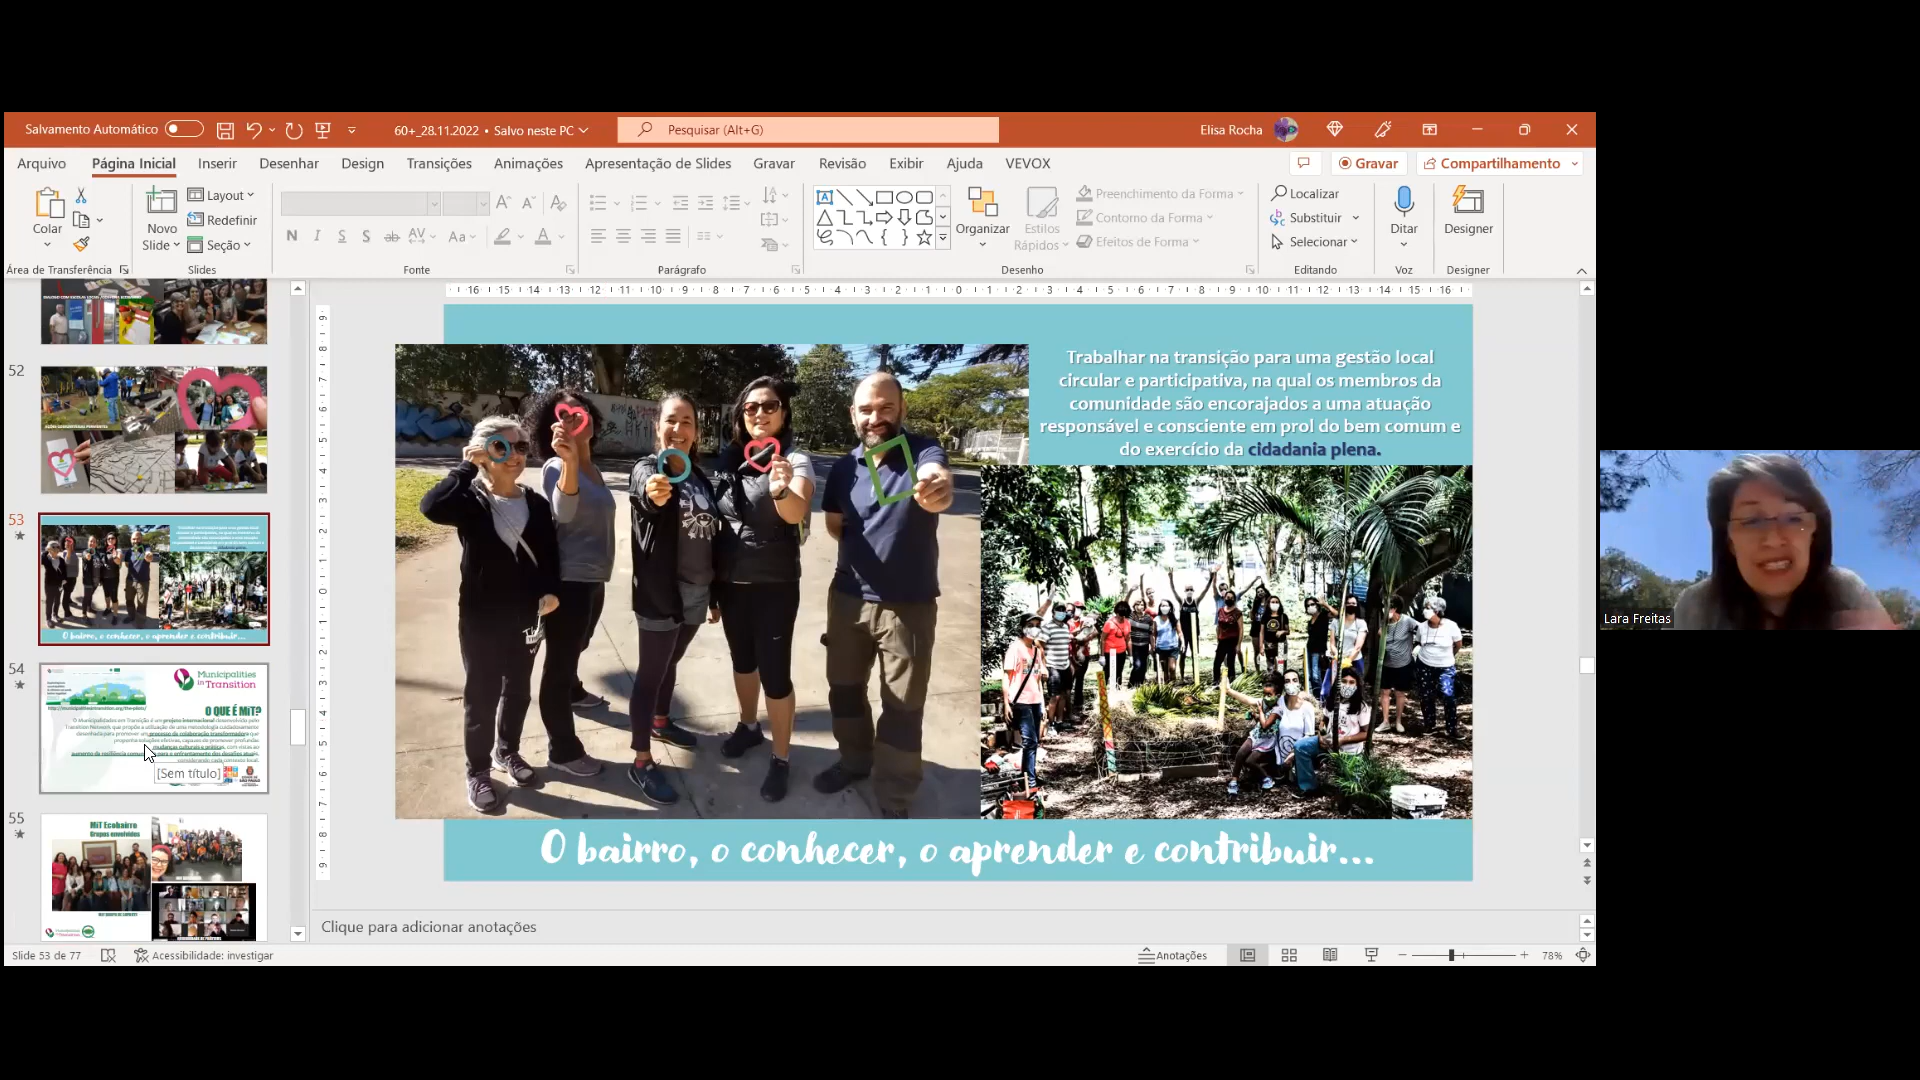 Salvamento Automático
60+_28.11.2022 • Salvo neste PC
Pesquisar (Alt+G)
Elisa Rocha
Arquivo
Página Inicial
Inserir
Desenhar
Design
Transições
Animações
Apresentação de Slides
Gravar
Revisão
Exibir
Ajuda
VEVOX
Gravar
Compartilhamento
Colar
Novo
Slide
Layout
Redefinir
Seção
Organizar
Estilos
Rápidos
Preenchimento da Forma
Contorno da Forma
Efeitos de Forma
Localizar
Substituir
Selecionar
Ditar
Designer
Área de Transferência
Slides
Fonte
Parágrafo
Desenho
Editando
Voz
Designer
52
53
54
Municipalities
in Transition
O QUE É MiT?
[Sem título]
55
MiT Ecobairro
Grupos envolvidos
Trabalhar na transição para uma gestão local
circular e participativa, na qual os membros da
comunidade são encorajados a uma atuação
responsável e consciente em prol do bem comum e
do exercício da cidadania plena.
O bairro, o conhecer, o aprender e contribuir...
Clique para adicionar anotações
Slide 53 de 77
Acessibilidade: investigar
Anotações
78%
Lara Freitas